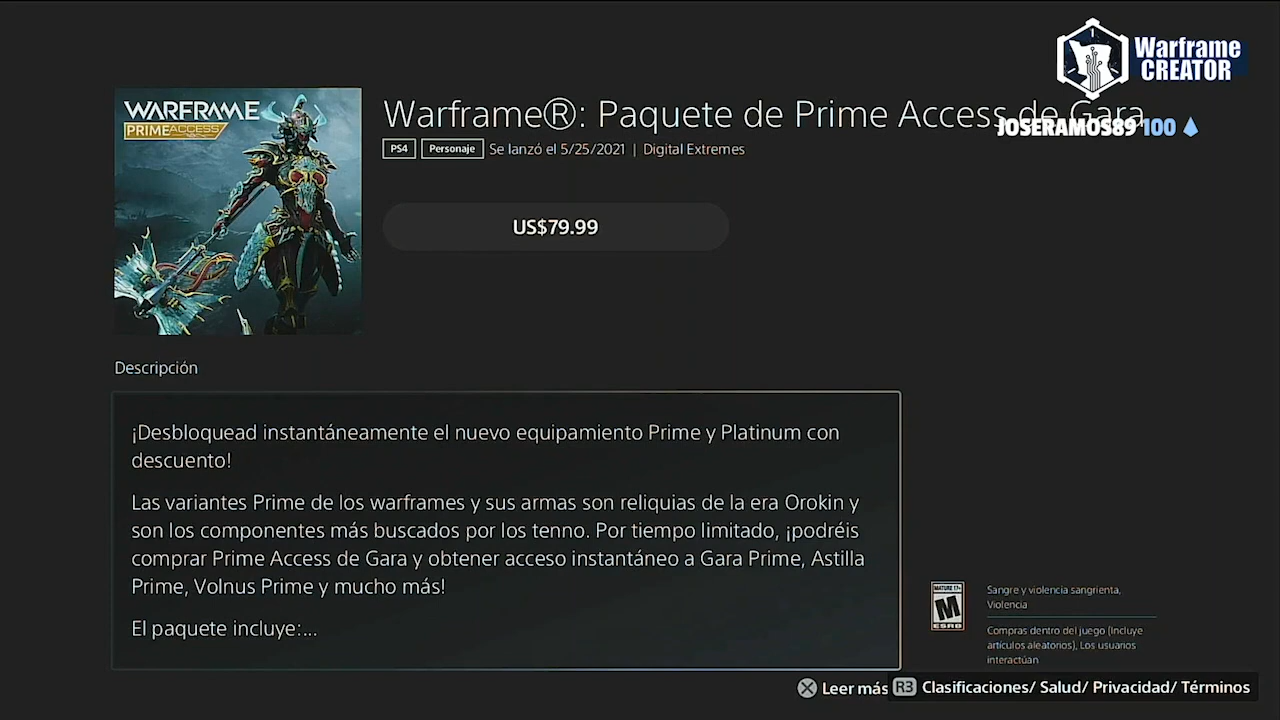 Warframe
CREATOR
JOSERAMOS89 100
WARFRAME
PRIME ACCESS
Warframe®: Paquete de Prime Access de Gara
PS4 Personaje Se lanzó el 5/25/2021 | Digital Extremes
US$79.99
Descripción
¡Desbloquead instantáneamente el nuevo equipamiento Prime y Platinum con
descuento!
Las variantes Prime de los warframes y sus armas son reliquias de la era Orokin y
son los componentes más buscados por los tenno. Por tiempo limitado, ¡podréis
comprar Prime Access de Gara y obtener acceso instantáneo a Gara Prime, Astilla
Prime, Volnus Prime y mucho más!
El paquete incluye:...
MATURE 17+
M
ESRB
Sangre y violencia sangrienta,
Violencia
Compras dentro del juego (Incluye
artículos aleatorios), Los usuarios
interactúan
Leer más R3 Clasificaciones/ Salud/ Privacidad/ Términos